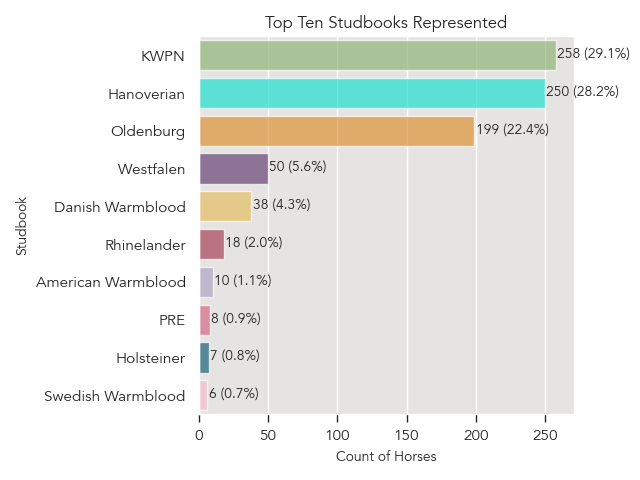 Top Ten Studbooks Represented
KWPN
258 (29.1%)
Hanoverian
250 (28.2%)
Oldenburg
199 (22.4%)
Westfalen
50 (5.6%)
Danish Warmblood
38 (4.3%)
Rhinelander
18 (2.0%)
American Warmblood
10 (1.1%)
PRE
8 (0.9%)
Holsteiner
7 (0.8%)
Swedish Warmblood
6 (0.7%)
Studbook
0 50 100 150 200 250
Count of Horses